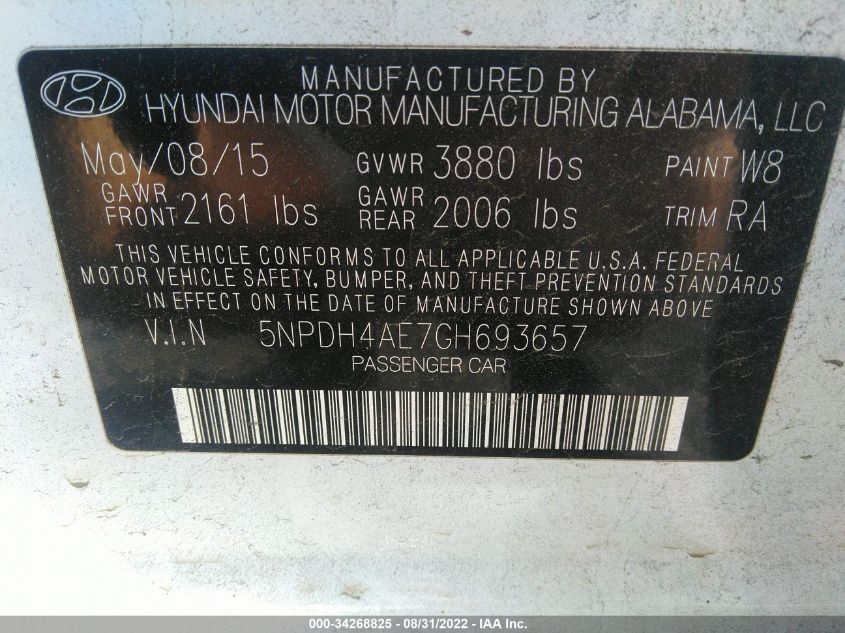 MANUFACTURED BY
HYUNDAI MOTOR MANUFACTURING ALABAMA, LLC
May/08/15 GVWR 3880 lbs PAINT W8
GAWR FRONT 2161 lbs GAWR REAR 2006 lbs TRIM RA
THIS VEHICLE CONFORMS TO ALL APPLICABLE U.S.A. FEDERAL
MOTOR VEHICLE SAFETY, BUMPER, AND THEFT PREVENTION STANDARDS
IN EFFECT ON THE DATE OF MANUFACTURE SHOWN ABOVE
V.I.N 5NPDH4AE7GH693657
PASSENGER CAR
000-34268825 - 08/31/2022 - IAA Inc.